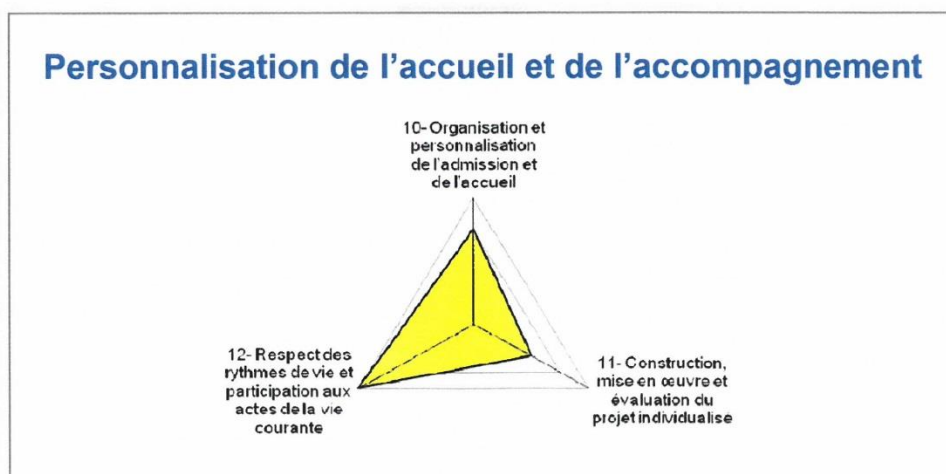 Personnalisation de l'accueil et de l'accompagnement
10- Organisation et
personnalisation
de l'admission et
de l'accueil
12- Respect des
rythmes de vie et
participation aux
actes de la vie
courante
11- Construction,
mise en œuvre et
évaluation du
projet individualise